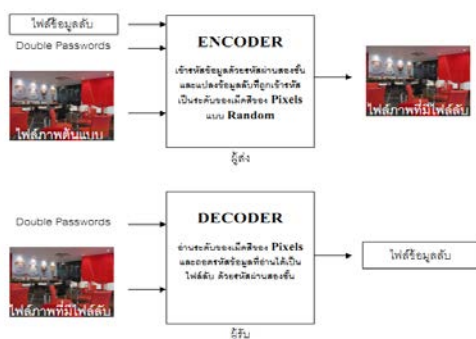 ไฟล์ข้อมูลลับ
Double Passwords
ไฟล์ภาพต้นแบบ
ENCODER
เข้ารหัสข้อมูลด้วยรหัสผ่านสองชั้น
และแปลงข้อมูลลับที่ถูกเข้ารหัส
เป็นระดับของเม็ดสีของ Pixels
แบบ Random
ผู้ส่ง
ไฟล์ภาพที่มีไฟล์ลับ
Double Passwords
ไฟล์ภาพที่มีไฟล์ลับ
DECODER
อ่านระดับของเม็ดสีของ Pixels
และถอดรหัสข้อมูลที่อ่านได้เป็น
ไฟล์ลับ ด้วยรหัสผ่านสองชั้น
ผู้รับ
ไฟล์ข้อมูลลับ